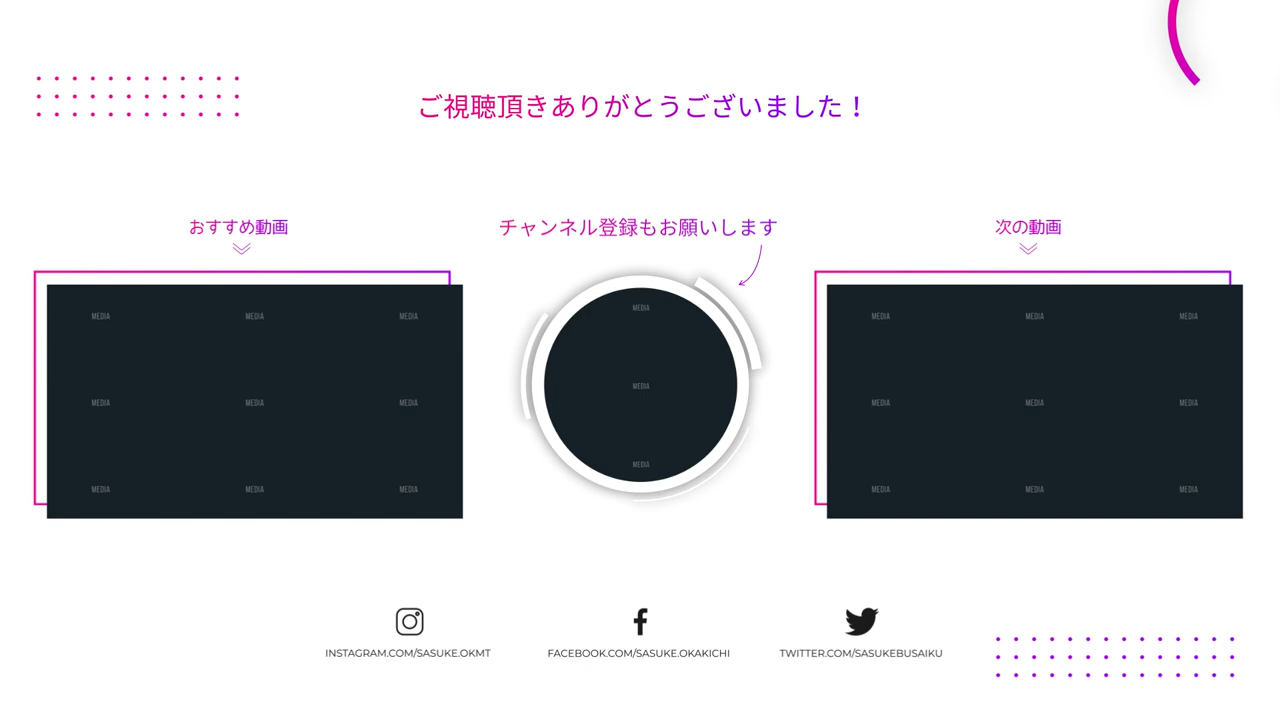 ご視聴頂きありがとうございました！
おすすめ動画
チャンネル登録もお願いします
次の動画
MEDIA MEDIA MEDIA
MEDIA MEDIA MEDIA
MEDIA MEDIA MEDIA
MEDIA
MEDIA
MEDIA
MEDIA MEDIA MEDIA
MEDIA MEDIA MEDIA
MEDIA MEDIA MEDIA
INSTAGRAM.COM/SASUKE.OKMT
FACEBOOK.COM/SASUKE.OKAKICHI
TWITTER.COM/SASUKEBUSAIKU